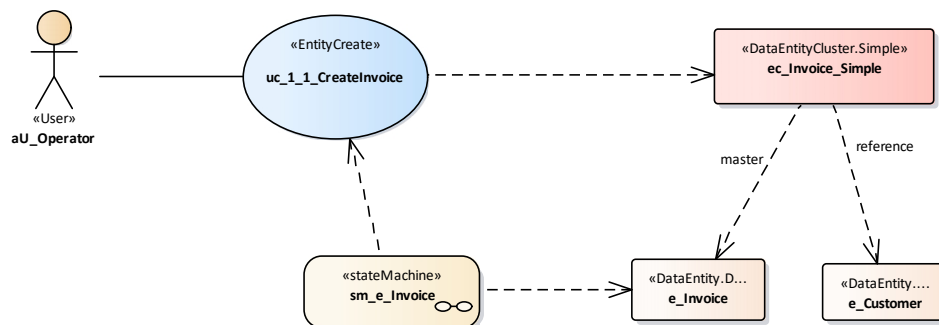 «EntityCreate»
uc_1_1_CreateInvoice
«DataEntityCluster.Simple»
ec_Invoice_Simple
«User»
aU_Operator
master
reference
«stateMachine»
sm_e_Invoice
«DataEntity.D...
e_Invoice
«DataEntity....
e_Customer